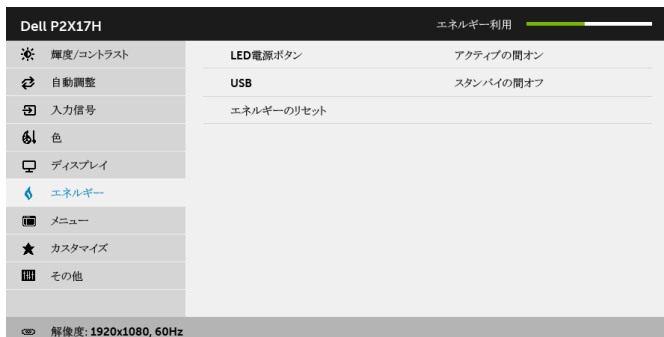 Dell P2X17H エネルギー利用
輝度/コントラスト LED電源ボタン アクティブの間オン
自動調整 USB スタンバイの間オフ
入力信号 エネルギーのリセット
色
ディスプレイ
エネルギー
メニュー
カスタマイズ
その他
解像度: 1920x1080, 60Hz